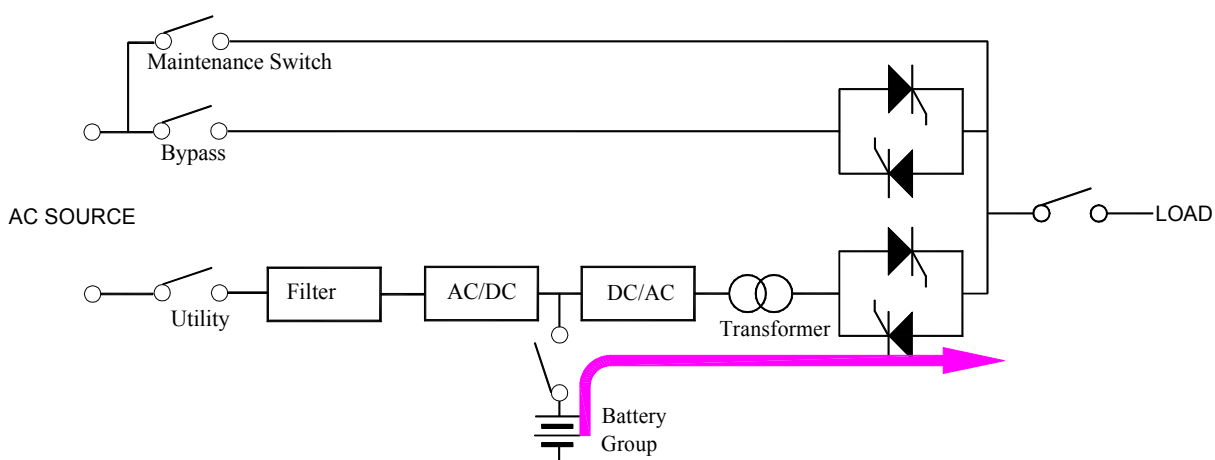 Maintenance Switch
Bypass
AC SOURCE
LOAD
Filter
AC/DC
DC/AC
Utility
Transformer
Battery
Group